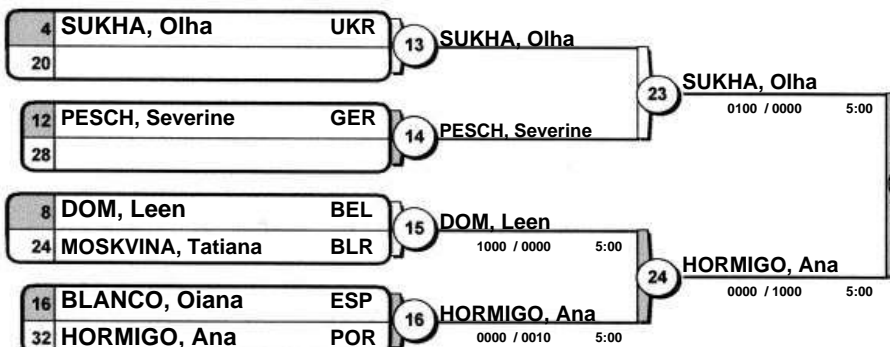 4 SUKHA, Olha UKR
20
13 SUKHA, Olha
12 PESCH, Severine GER
28
14 PESCH, Severine
23 SUKHA, Olha
0100 / 0000 5:00
8 DOM, Leen BEL
24 MOSKVINA, Tatiana BLR
15 DOM, Leen
1000 / 0000 5:00
16 BLANCO, Oiana ESP
32 HORMIGO, Ana POR
16 HORMIGO, Ana
0000 / 0010 5:00
24 HORMIGO, Ana
0000 / 1000 5:00